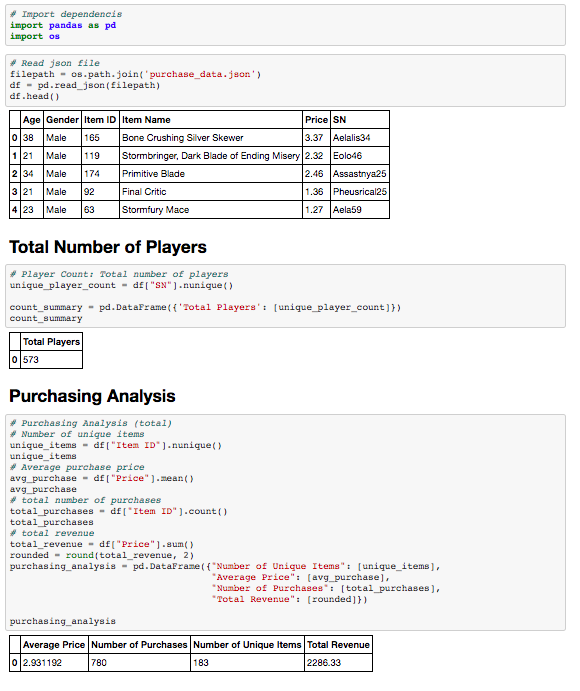 # Import dependencis
import pandas as pd
import os
# Read json file
filepath = os.path.join('purchase_data.json')
df = pd.read_json(filepath)
df.head()
Age Gender Item ID Item Name Price SN
0 38 Male 165 Bone Crushing Silver Skewer 3.37 Aelalis34
1 21 Male 119 Stormbringer, Dark Blade of Ending Misery 2.32 Eolo46
2 34 Male 174 Primitive Blade 2.46 Assastnya25
3 21 Male 92 Final Critic 1.36 Pheusrical25
4 23 Male 63 Stormfury Mace 1.27 Aela59
Total Number of Players
# Player Count: Total number of players
unique_player_count = df["SN"].nunique()
count_summary = pd.DataFrame({'Total Players': [unique_player_count]})
count_summary
Total Players
0 573
Purchasing Analysis
# Purchasing Analysis (total)
# Number of unique items
unique_items = df["Item ID"].nunique()
unique_items
# Average purchase price
avg_purchase = df["Price"].mean()
avg_purchase
# total number of purchases
total_purchases = df["Item ID"].count()
total_purchases
# total revenue
total_revenue = df["Price"].sum()
rounded = round(total_revenue, 2)
purchasing_analysis = pd.DataFrame({"Number of Unique Items": [unique_items],
"Average Price": [avg_purchase],
"Number of Purchases": [total_purchases],
"Total Revenue": [rounded]})
purchasing_analysis
Average Price Number of Purchases Number of Unique Items Total Revenue
0 2.931192 780 183 2286.33